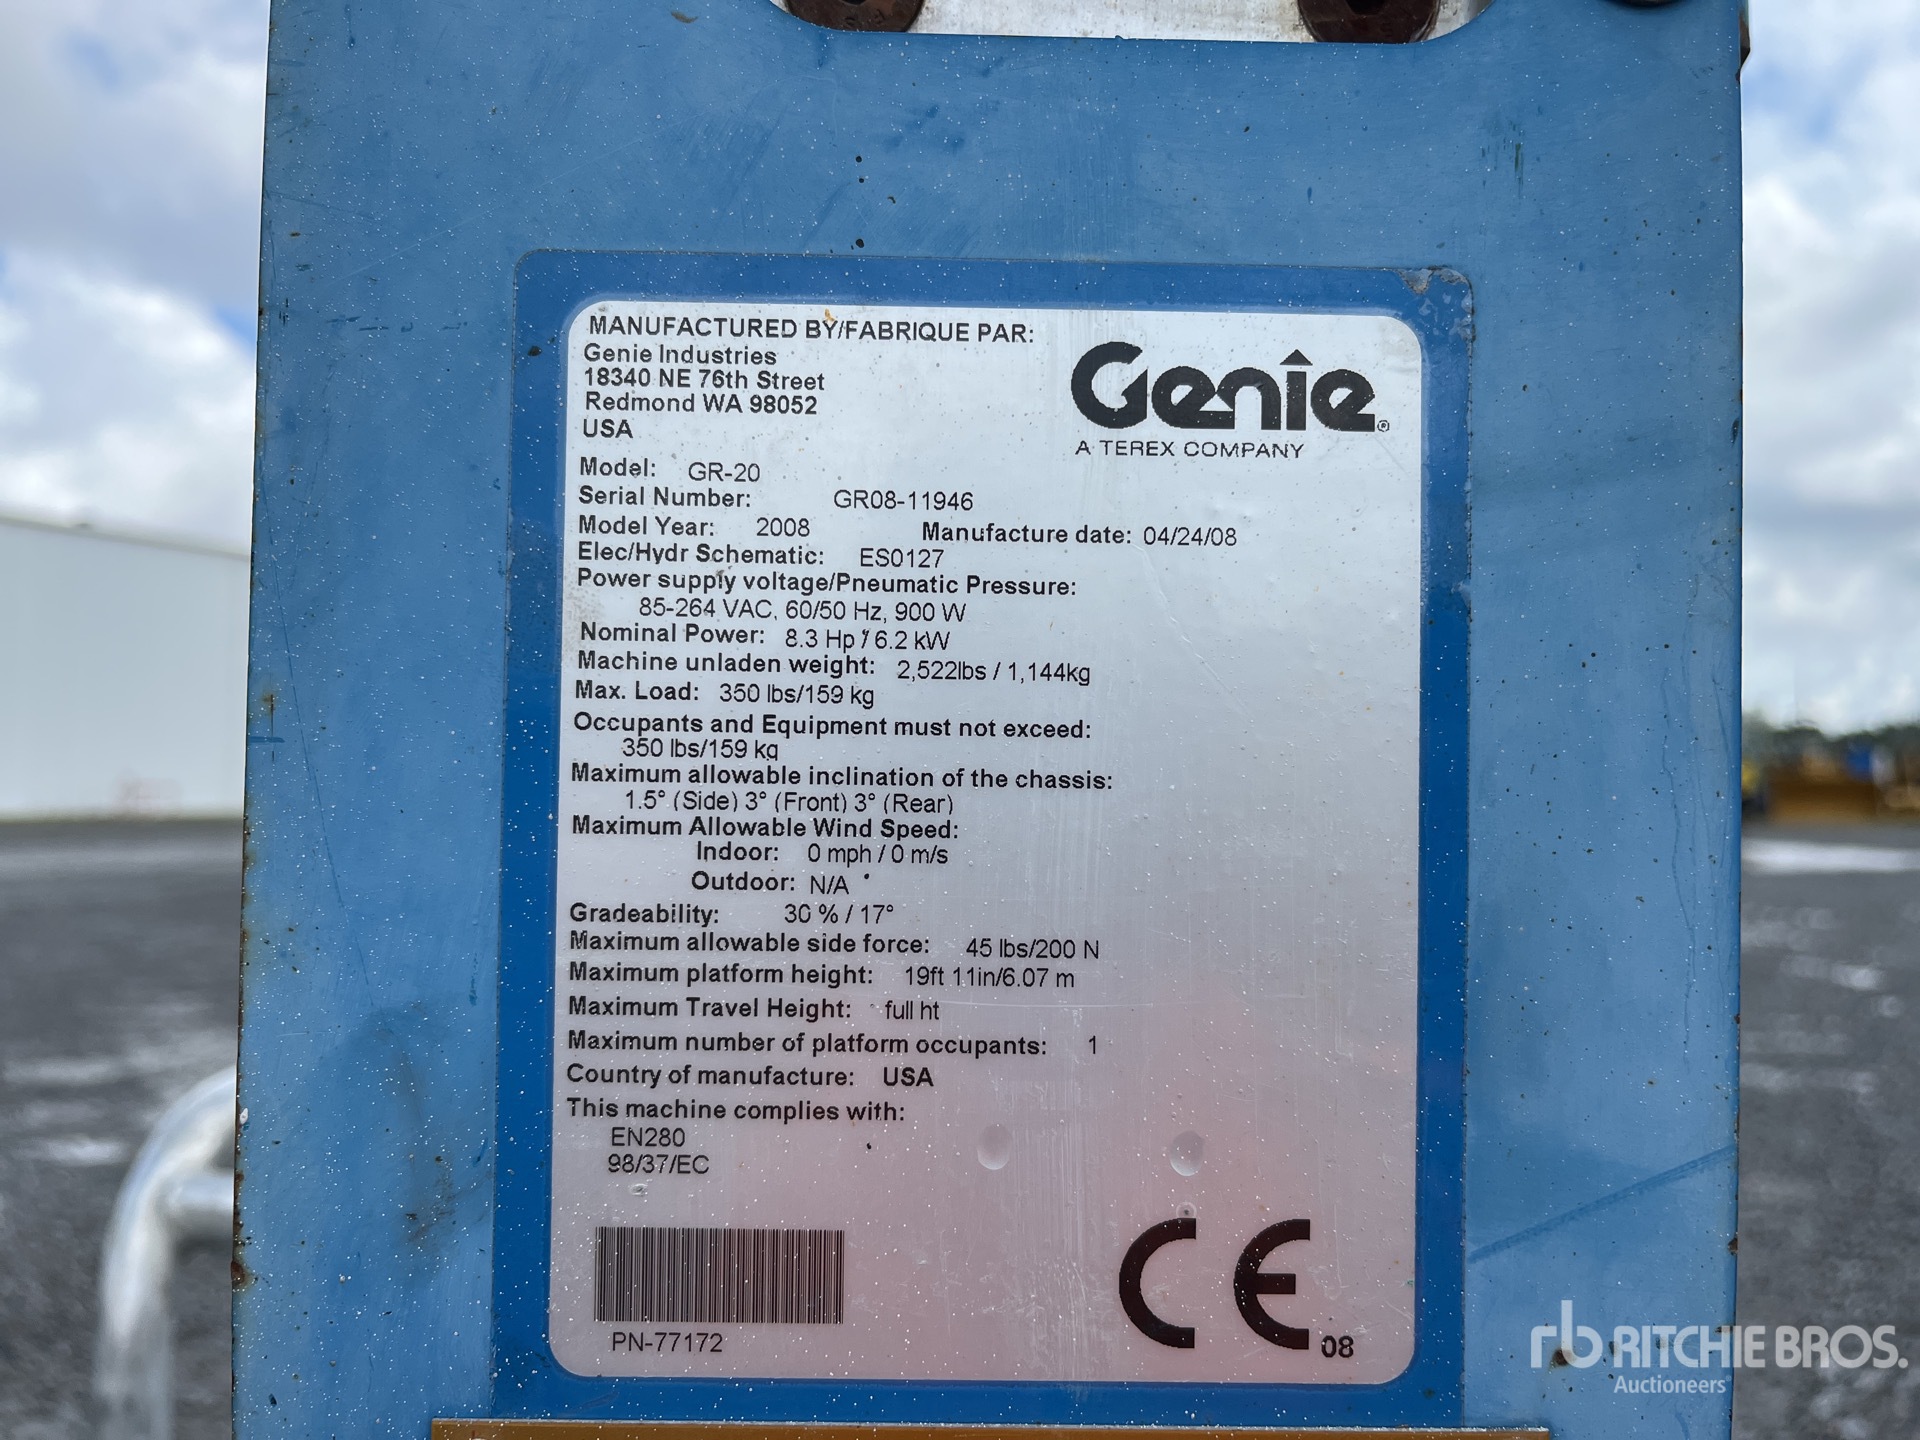 MANUFACTURED BY/FABRIQUE PAR:
Genie Industries
18340 NE 76th Street
Redmond WA 98052
USA
Genie®
A TEREX COMPANY
Model: GR-20
Serial Number: GR08-11946
Model Year: 2008 Manufacture date: 04/24/08
Elec/Hydr Schematic: ES0127
Power supply voltage/Pneumatic Pressure:
85-264 VAC, 60/50 Hz, 900 W
Nominal Power: 8.3 Hp / 6.2 kW
Machine unladen weight: 2,522lbs / 1,144kg
Max. Load: 350 lbs/159 kg
Occupants and Equipment must not exceed:
350 lbs/159 kg
Maximum allowable inclination of the chassis:
1.5° (Side) 3° (Front) 3° (Rear)
Maximum Allowable Wind Speed:
Indoor: 0 mph / 0 m/s
Outdoor: N/A
Gradeability: 30 % / 17°
Maximum allowable side force: 45 lbs/200 N
Maximum platform height: 19ft 11in/6.07 m
Maximum Travel Height: full ht
Maximum number of platform occupants: 1
Country of manufacture: USA
This machine complies with:
EN280
98/37/EC
PN-77172
CE 08
rb RITCHIE BROS.
Auctioneers